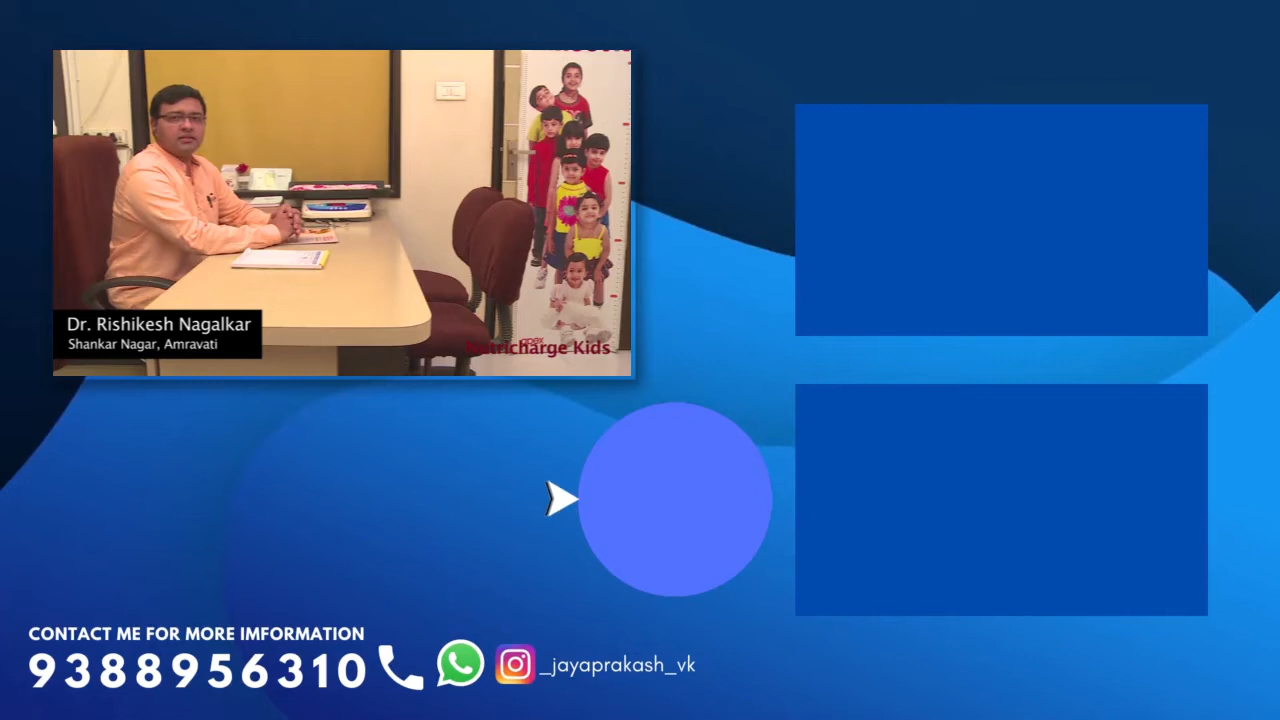 Dr. Rishikesh Nagalkar
Shankar Nagar, Amravati
Nutricharge Kids
CONTACT ME FOR MORE IMFORMATION
9388956310
_jayaprakash_vk